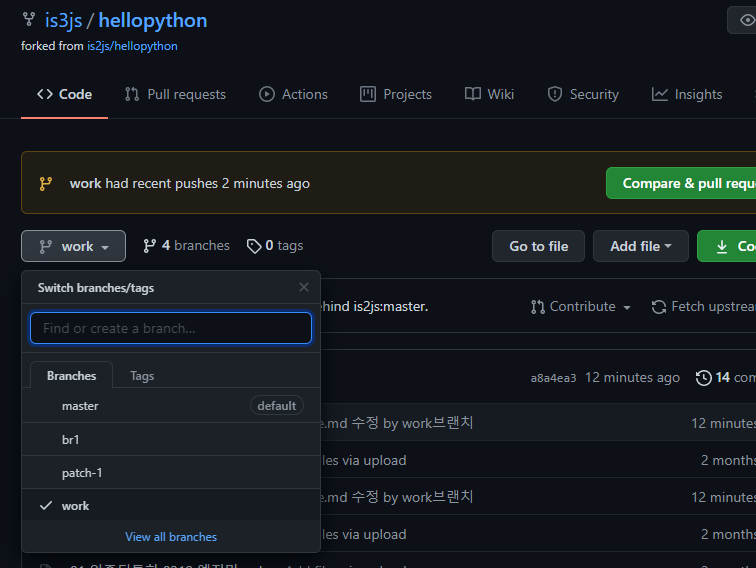 is3js / hellopython
forked from is2js/hellopython
Code Pull requests Actions Projects Wiki Security Insights
work had recent pushes 2 minutes ago
Compare & pull requ
work 4 branches 0 tags Go to file Add file Co
Switch branches/tags
ehind is2js:master. Contribute Fetch upstrea
Find or create a branch...
Branches Tags
a8a4ea3 12 minutes ago 14 com
master default
e.md 수정 by work브랜치 12 minutes
br1
les via upload 2 months
patch-1
e.md 수정 by work브랜치 12 minutes
work
View all branches
les via upload 2 months